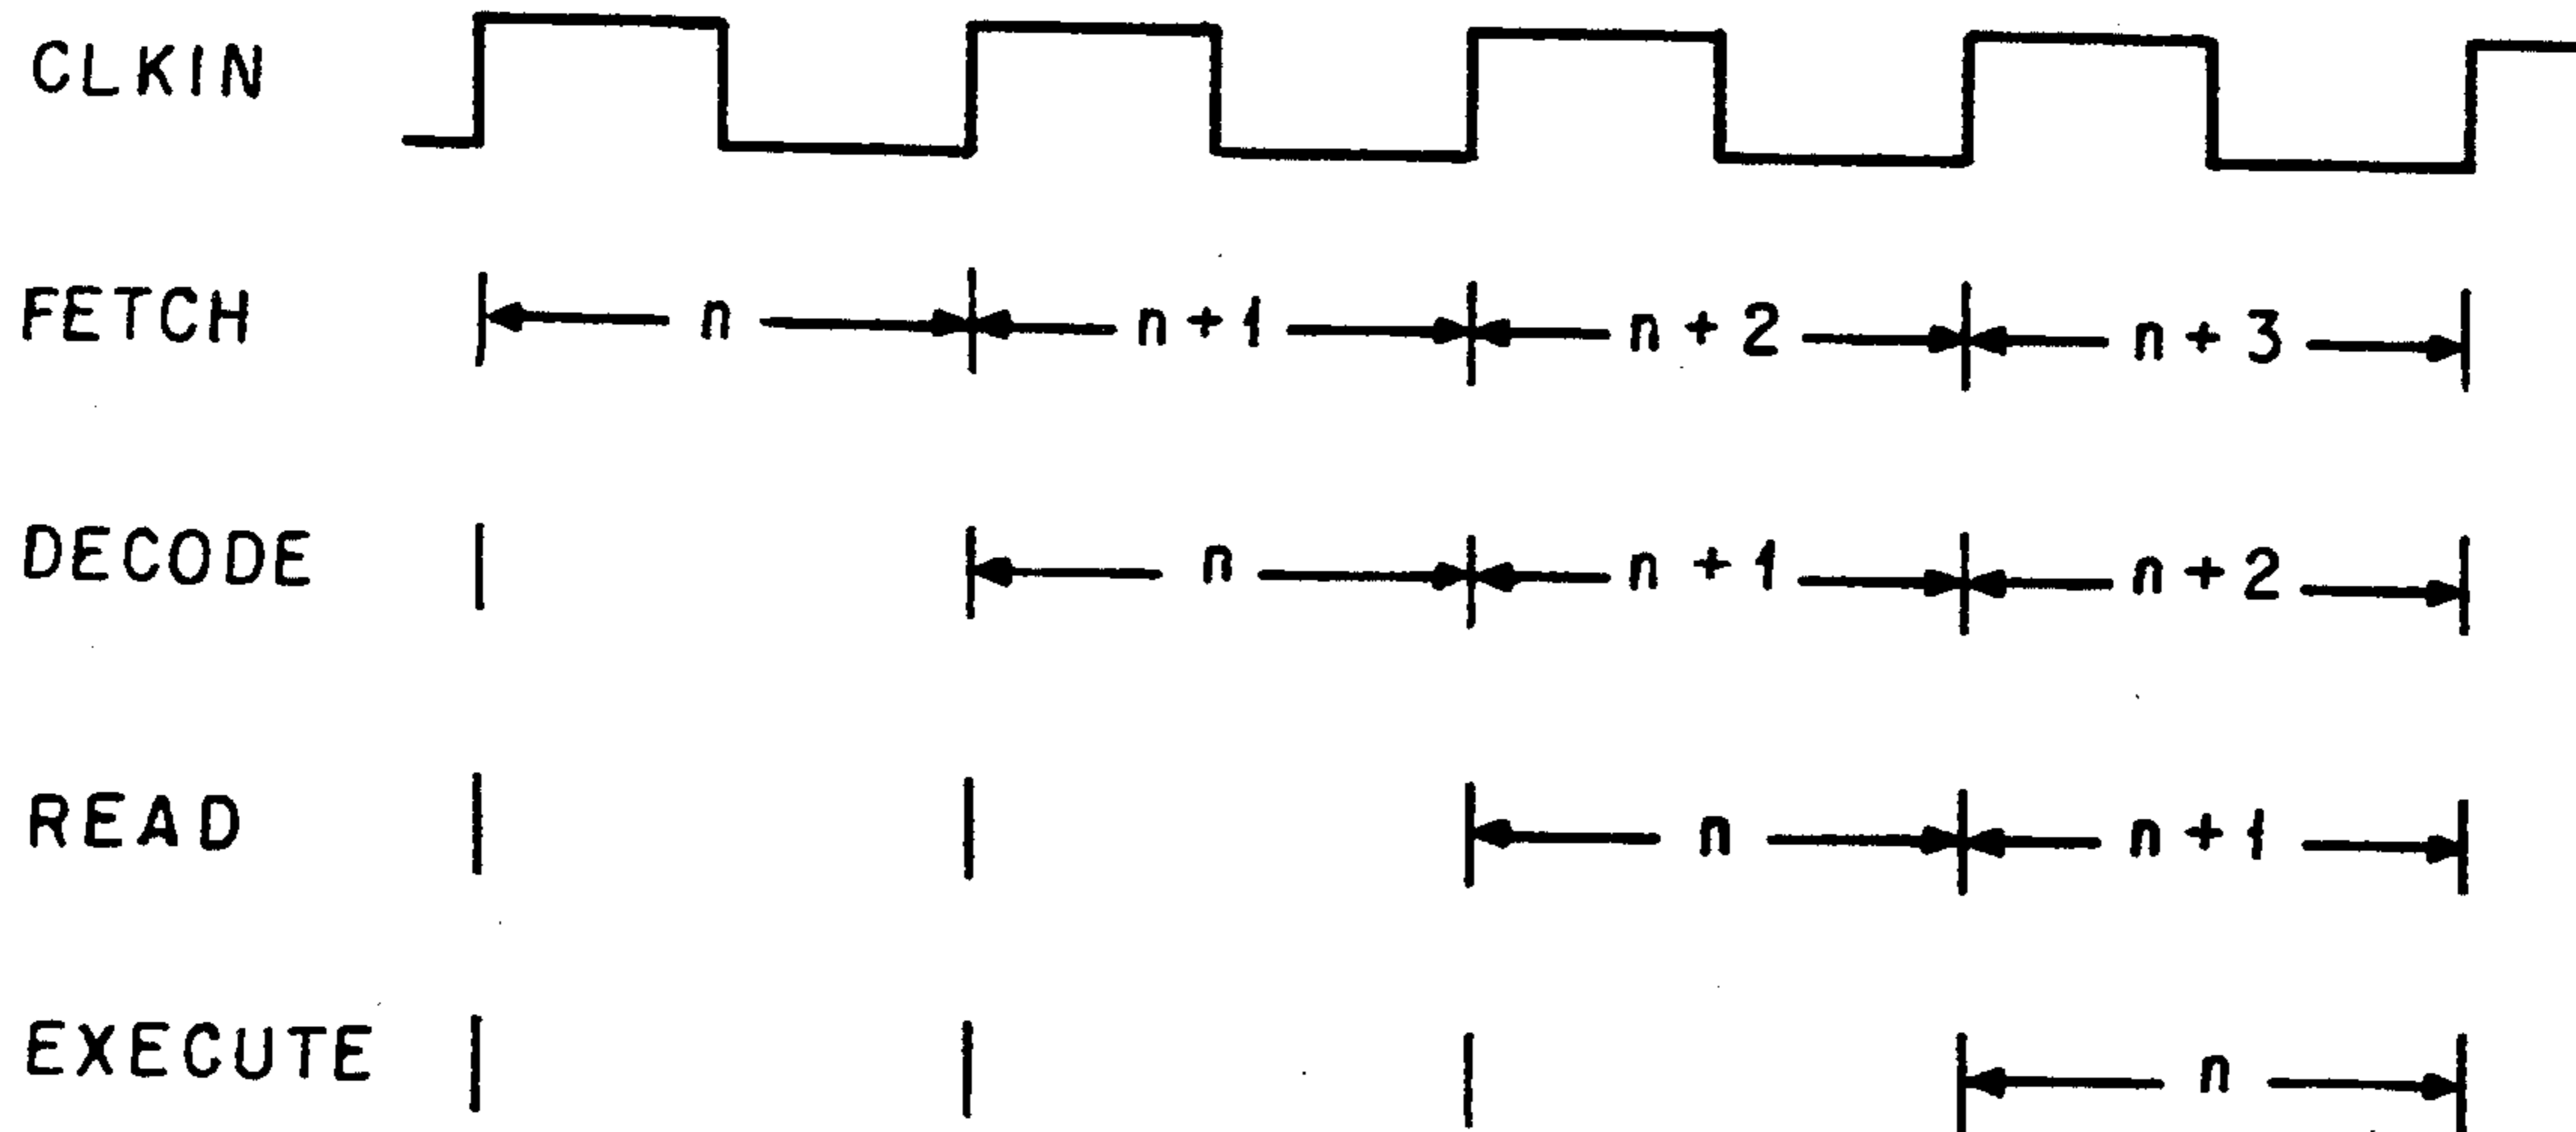 CLKIN
FETCH n n+1 n+2 n+3
DECODE n n+1 n+2
READ n n+1
EXECUTE n